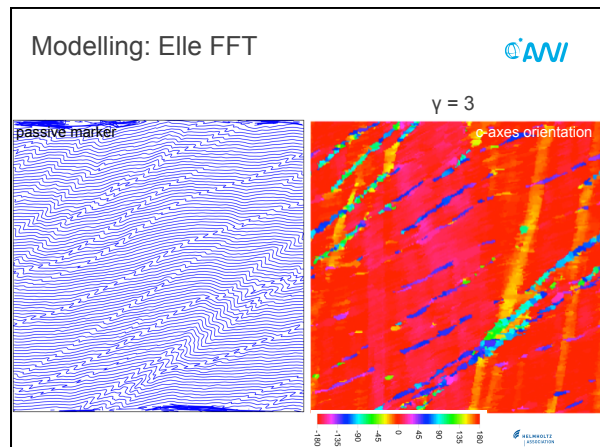 Modelling: Elle FFT
AWI
γ = 3
passive marker
c-axes orientation
-180 -135 -90 -45 0 45 90 135 180
HELMHOLTZ
ASSOCIATION